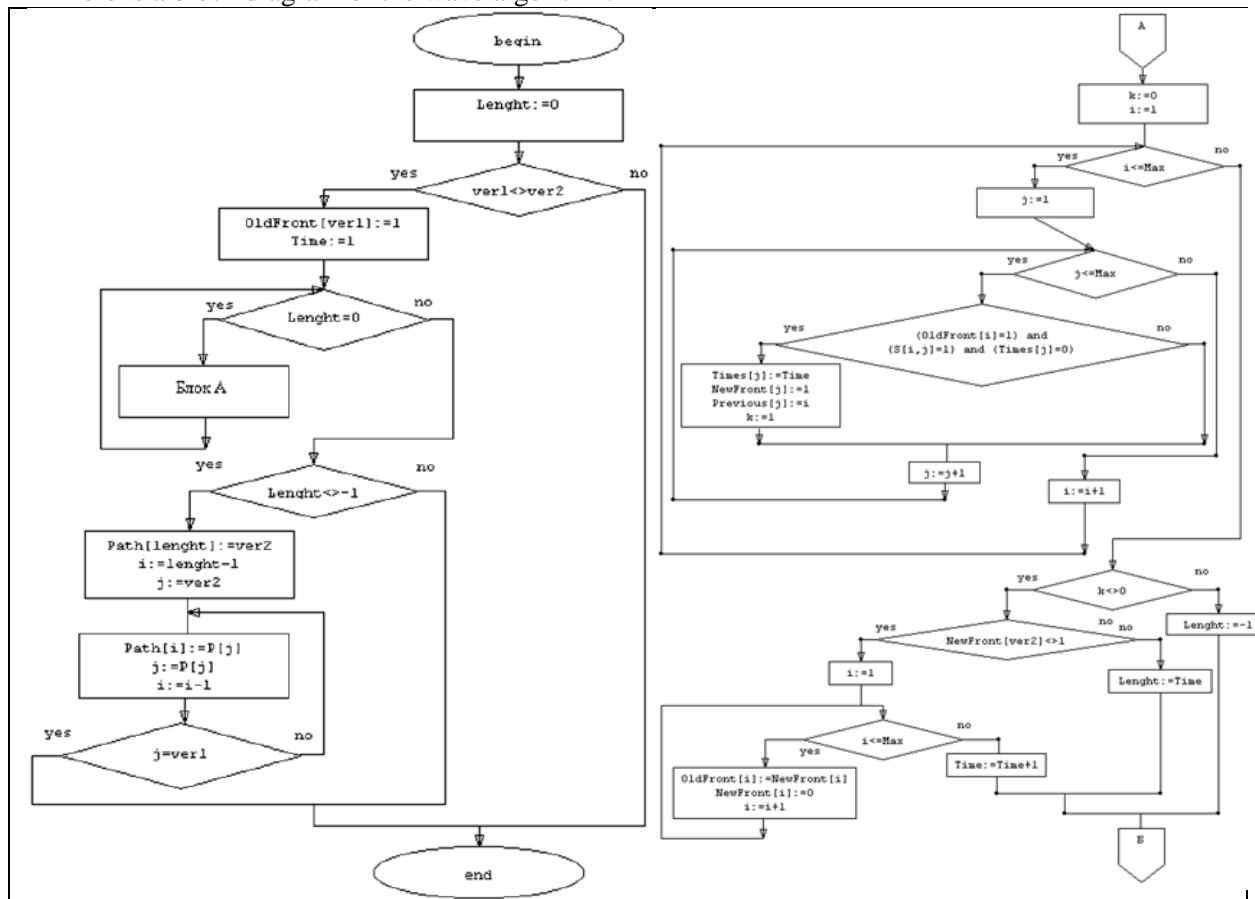 begin
Lenght:=0
ver1<>ver2
yes
no
OldFront[ver1]:=1
Time:=1
Lenght=0
yes
no
Блок А
Lenght<>-1
yes
no
Path[lenght]:=ver2
i:=lenght-1
j:=ver2
Path[i]:=P[j]
j:=P[j]
i:=i-1
j=ver1
yes
no
end
A
k:=0
i:=1
i<=Max
yes
no
j:=1
j<=Max
yes
no
(OldFront[i]=1) and
(S[i,j]=1) and (Times[j]=0)
yes
no
Times[j]:=Time
NewFront[j]:=1
Previous[j]:=i
k:=1
j:=j+1
i:=i+1
k<>0
yes
no
Lenght:=-1
NewFront[ver2]<>1
yes
no
no
i:=1
Lenght:=Time
i<=Max
yes
no
OldFront[i]:=NewFront[i]
NewFront[i]:=0
i:=i+1
Time:=Time+1